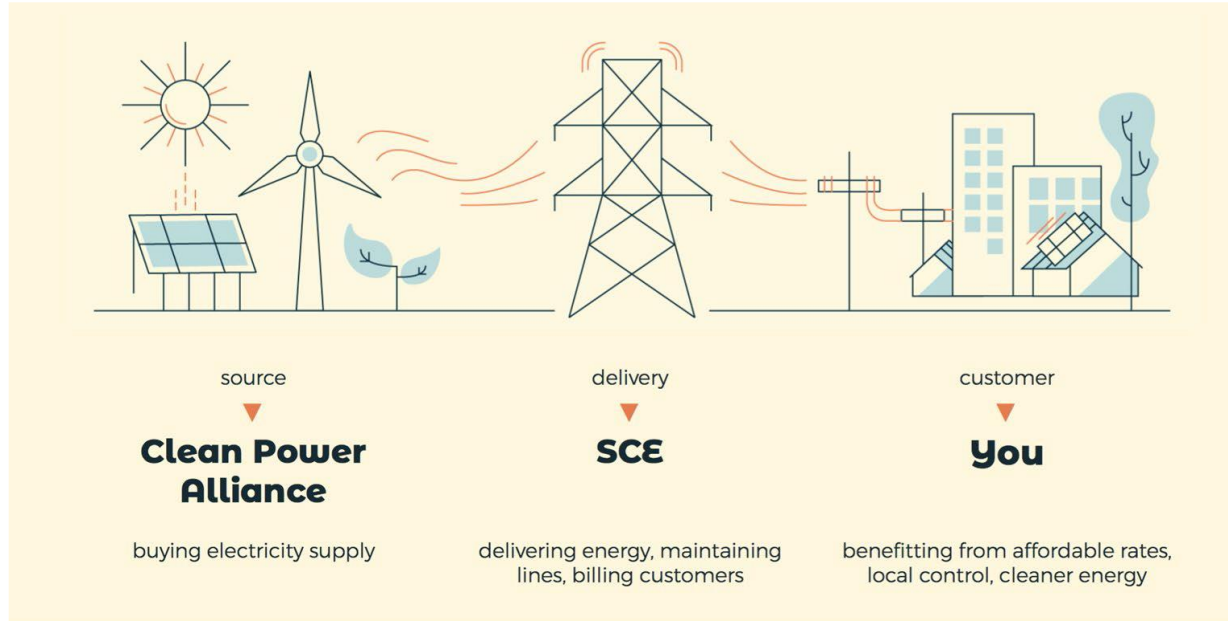 source
Clean Power
Alliance
buying electricity supply
delivery
SCE
delivering energy, maintaining
lines, billing customers
customer
You
benefitting from affordable rates,
local control, cleaner energy